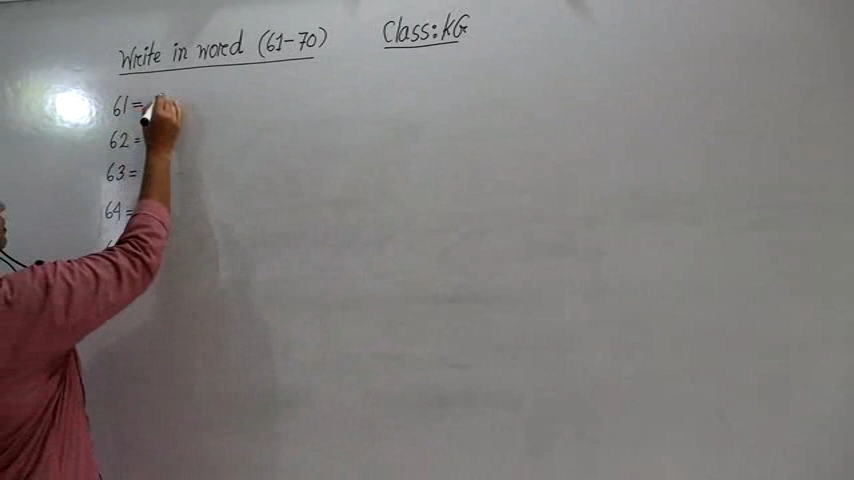 Write in word (61-70) Class: KG
61=
62=
63=
64=